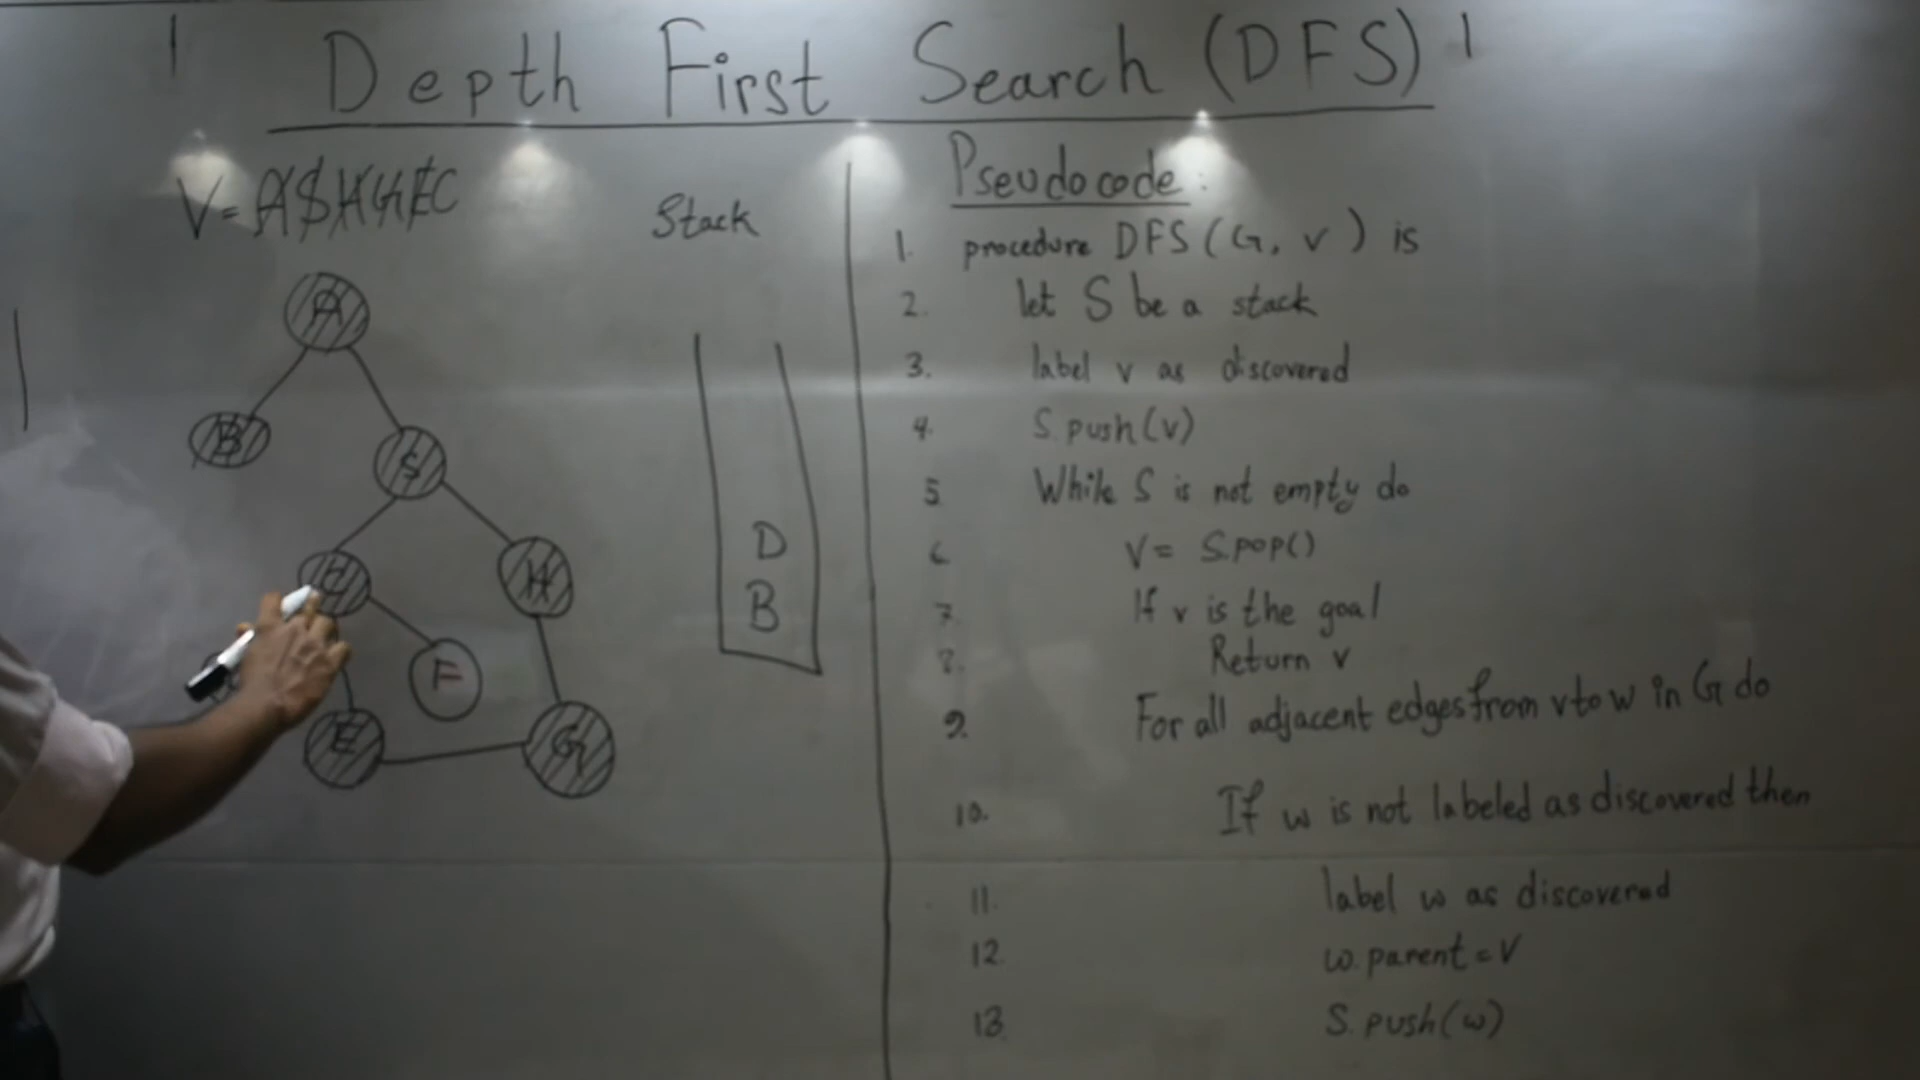 Depth First Search (DFS)
V= A S H G E C
Stack
A
B
S
H
F
E
G
D
B
Pseudocode:
1. procedure DFS (G, v) is
2. let S be a stack
3. label v as discovered
4. S.push(v)
5. While S is not empty do
6 V= S.pop()
7. If v is the goal
8. Return v
9. For all adjacent edges from v to w in G do
10. If w is not labeled as discovered then
11. label w as discovered
12. w.parent=V
13 S.push(w)